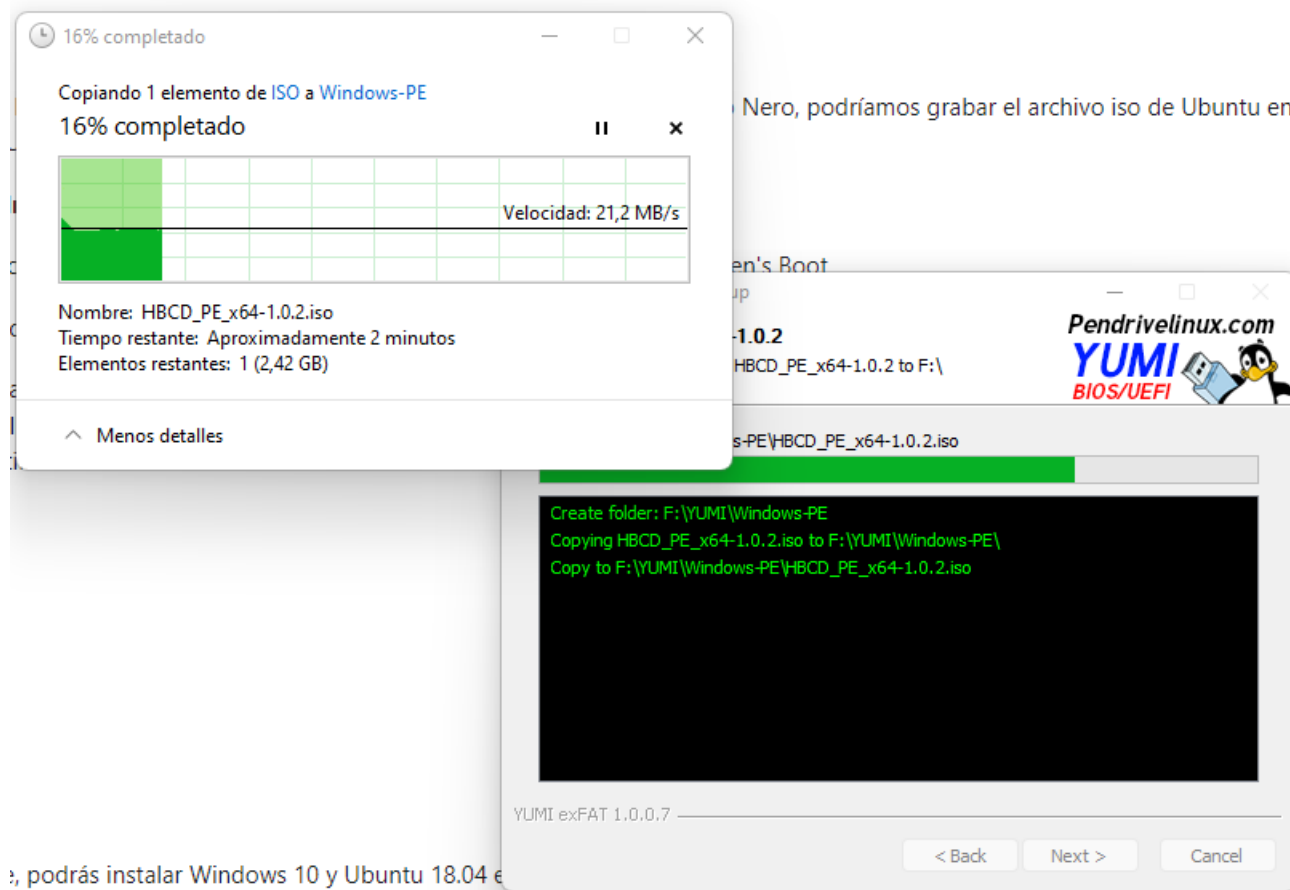 16% completado
Copiando 1 elemento de ISO a Windows-PE
16% completado
Velocidad: 21,2 MB/s
Nombre: HBCD_PE_x64-1.0.2.iso
Tiempo restante: Aproximadamente 2 minutos
Elementos restantes: 1 (2,42 GB)
Menos detalles
Nero, podríamos grabar el archivo iso de Ubuntu en
en's Boot
up
-1.0.2
HBCD_PE_x64-1.0.2 to F:\
Pendrivelinux.com
YUMI
BIOS/UEFI
s-PE\HBCD_PE_x64-1.0.2.iso
Create folder: F:\YUMI\Windows-PE
Copying HBCD_PE_x64-1.0.2.iso to F:\YUMI\Windows-PE\
Copy to F:\YUMI\Windows-PE\HBCD_PE_x64-1.0.2.iso
YUMI exFAT 1.0.0.7
< Back Next > Cancel
e, podrás instalar Windows 10 y Ubuntu 18.04 e